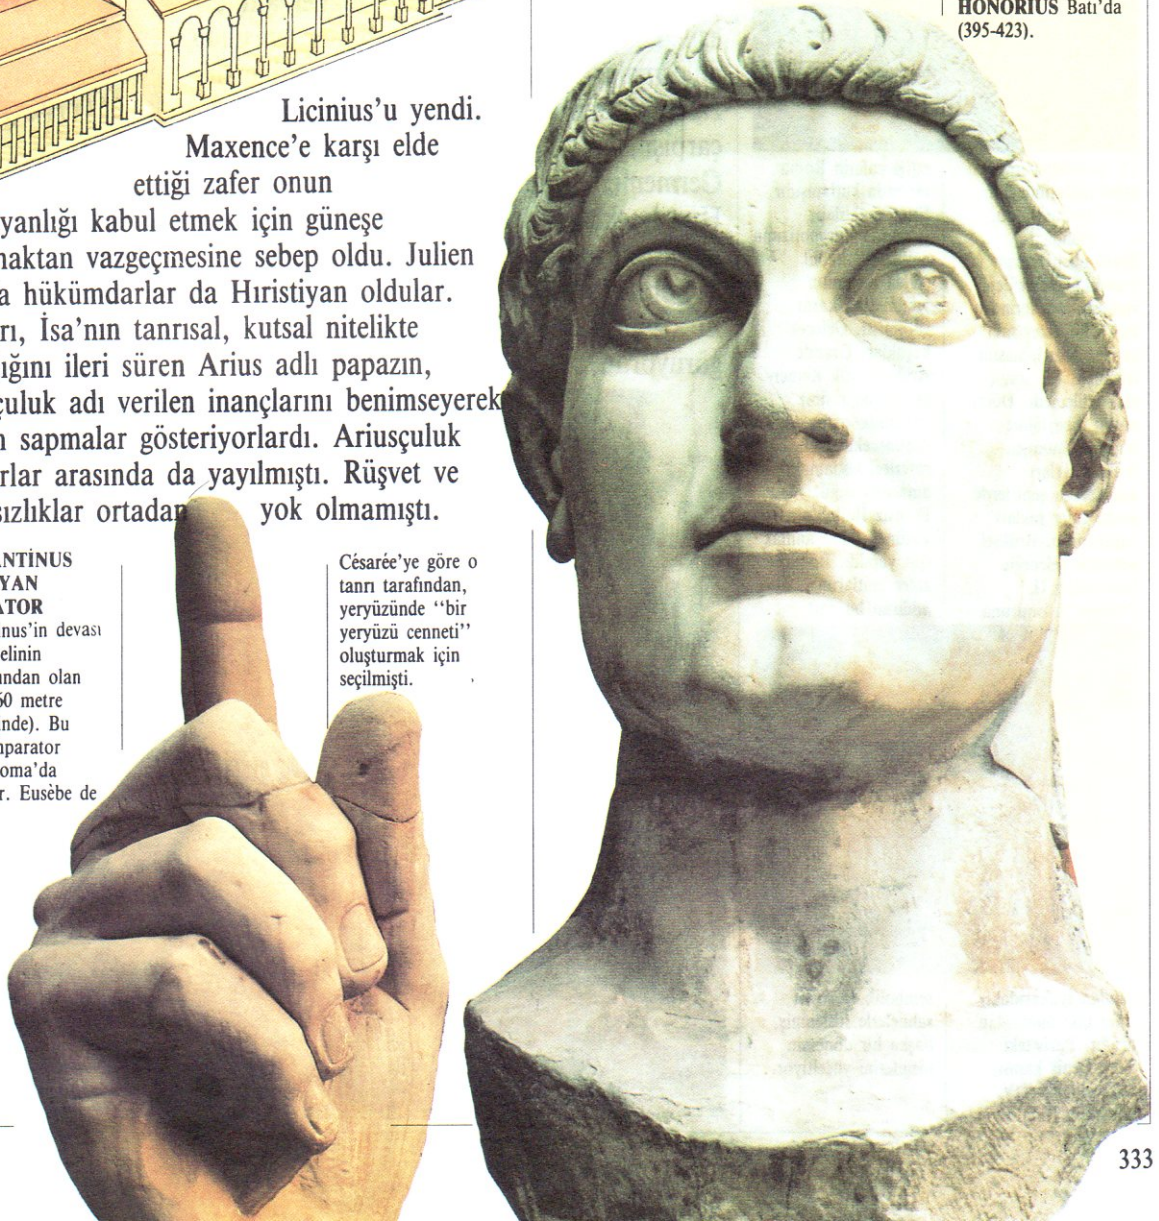 HONORIUS Batı'da
(395-423).
Licinius'u yendi.
Maxence'e karşı elde
ettiği zafer onun
yanlığı kabul etmek için güneşe
naktan vazgeçmesine sebep oldu. Julien
a hükümdarlar da Hıristiyan oldular.
rı, İsa'nın tanrısal, kutsal nitelikte
ığını ileri süren Arius adlı papazın,
çuluk adı verilen inançlarını benimseyerek
n sapmalar gösteriyorlardı. Ariusçuluk
rlar arasında da yayılmıştı. Rüşvet ve
sızlıklar ortadan yok olmamıştı.
NTİNUS
YAN
ATOR
nus'in devası
elinin
ından olan
60 metre
inde). Bu
nparator
oma'da
r. Eusèbe de
Césarée'ye göre o
tanrı tarafından,
yeryüzünde “bir
yeryüzü cenneti”
oluşturmak için
seçilmişti.
333